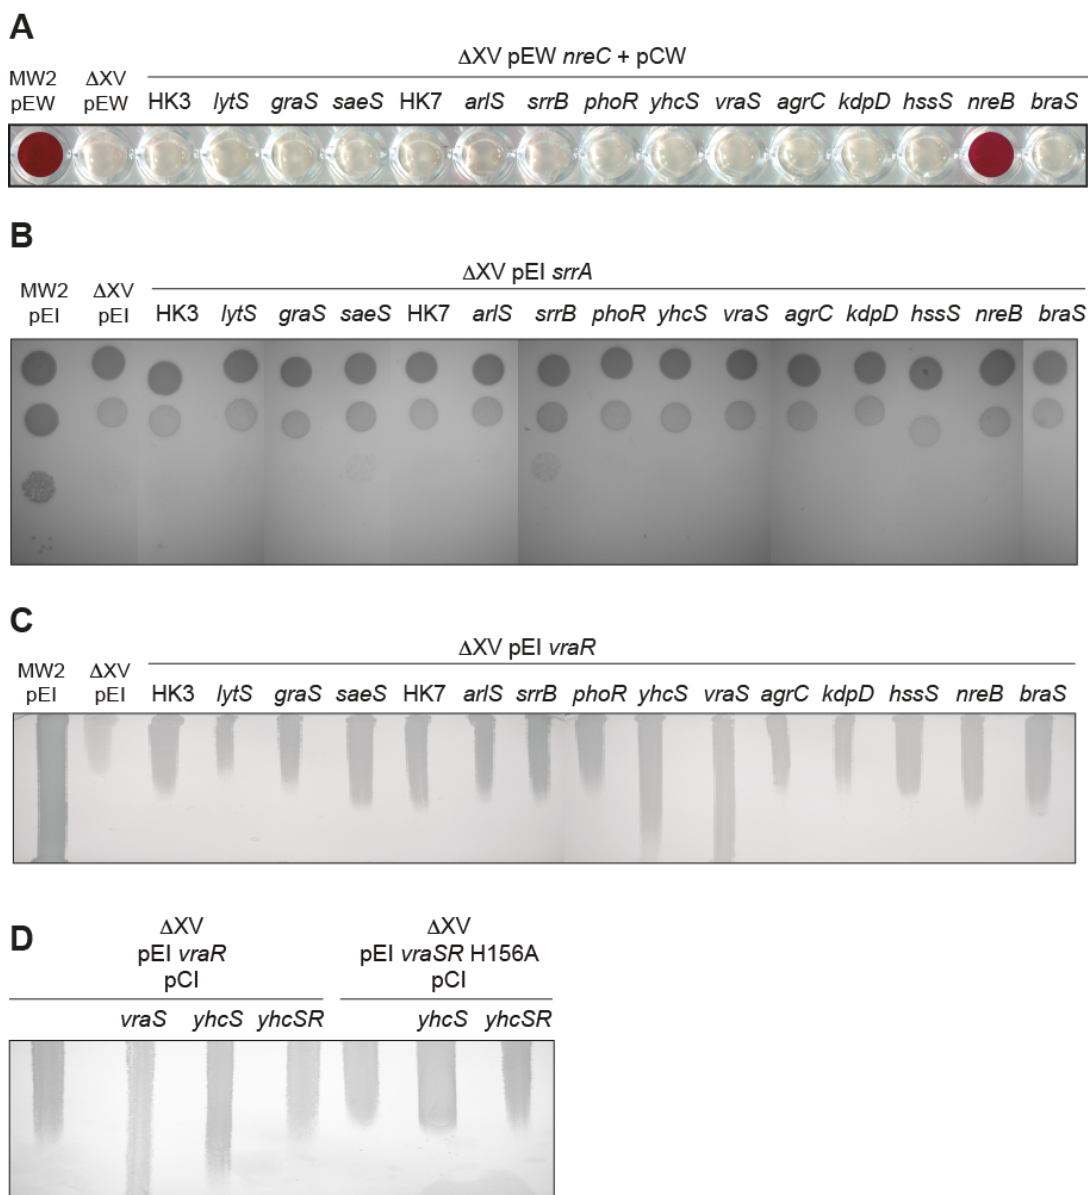 A
ΔXV pEW nreC + pCW
MW2 pEW ΔXV pEW HK3 lytS graS saeS HK7 arlS srrB phoR yhcS vraS agrC kdpD hssS nreB braS
B
ΔXV pEI srrA
MW2 pEI ΔXV pEI HK3 lytS graS saeS HK7 arlS srrB phoR yhcS vraS agrC kdpD hssS nreB braS
C
ΔXV pEI vraR
MW2 pEI ΔXV pEI HK3 lytS graS saeS HK7 arlS srrB phoR yhcS vraS agrC kdpD hssS nreB braS
D
ΔXV
pEI vraR
pCI
ΔXV
pEI vraSR H156A
pCI
vraS yhcS yhcSR yhcS yhcSR